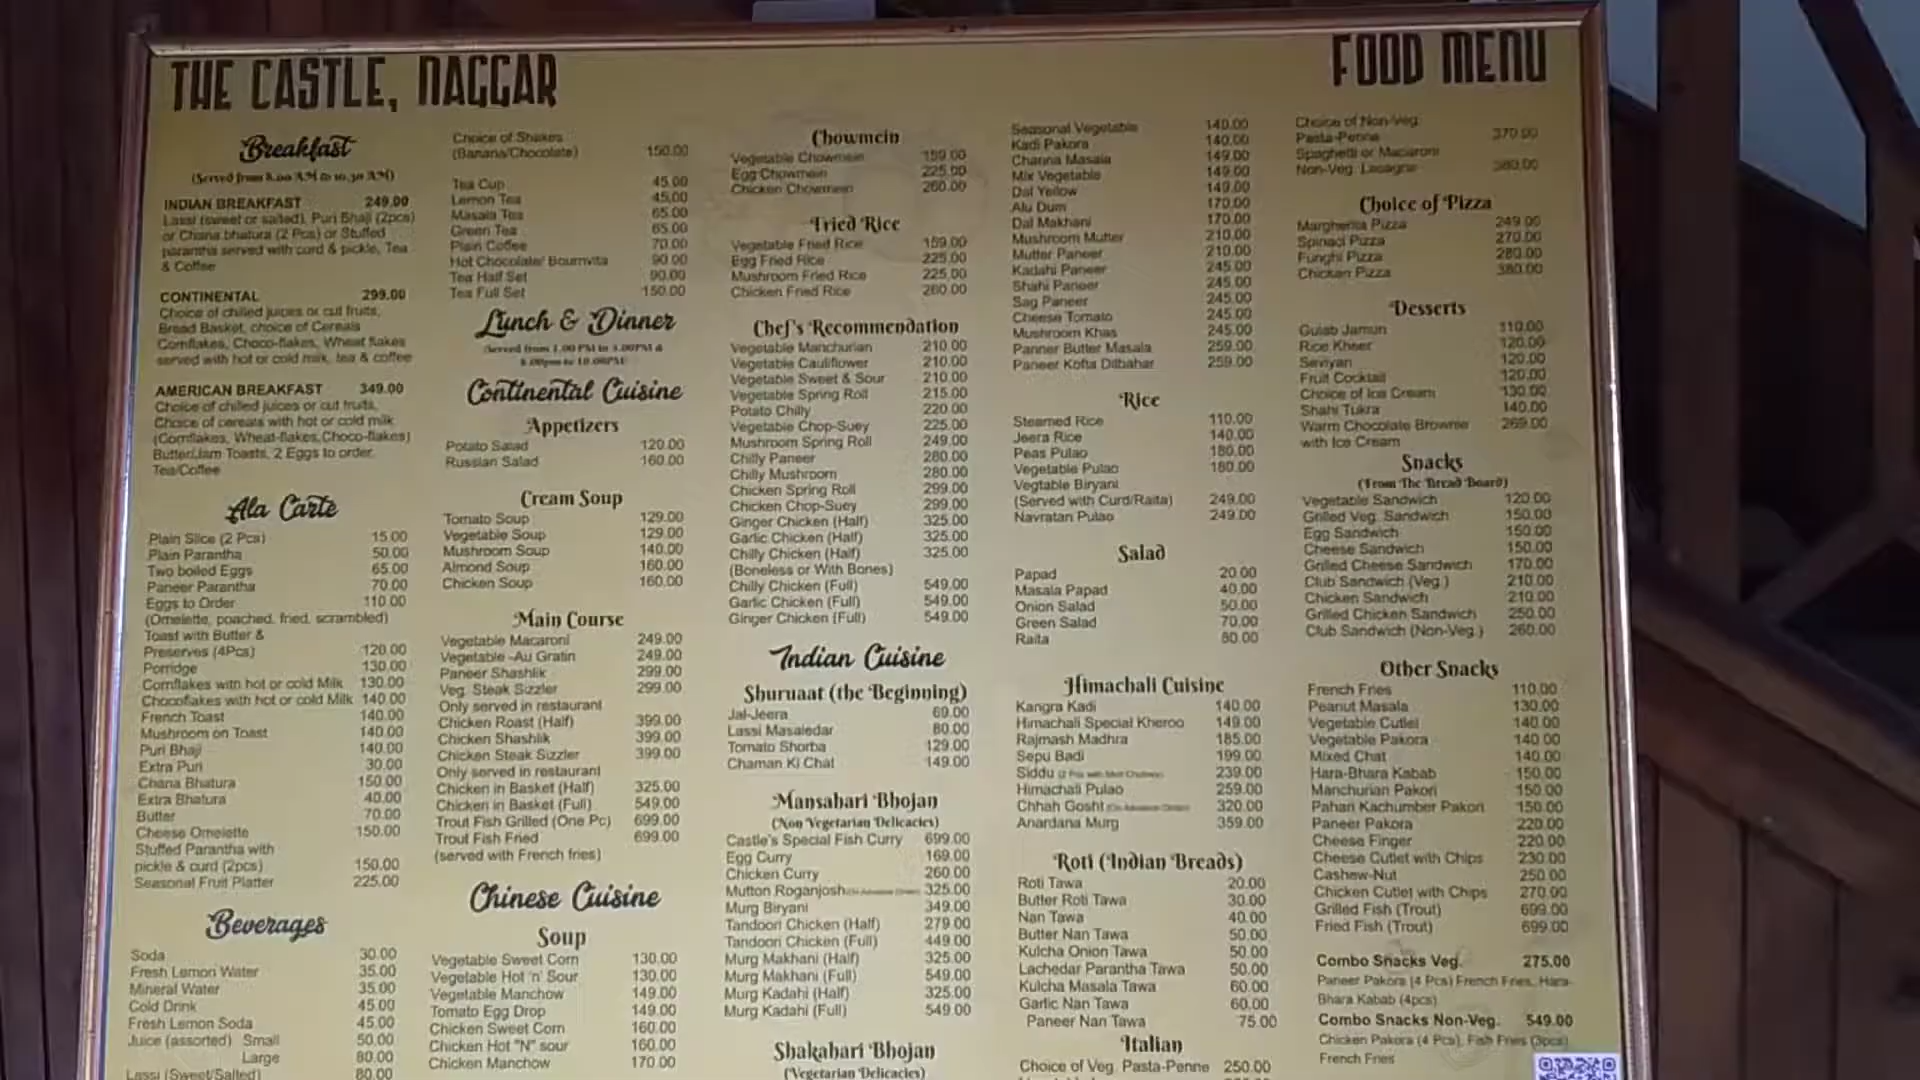 THE CASTLE, NAGGAR
FOOD MENU
Breakfast
(Served from 8.00 AM to 10.30 AM)
INDIAN BREAKFAST 249.00
Lassi (sweet or salted), Puri Bhaji (2pcs)
or Chana bhatura (2 Pcs) or Stuffed
parantha served with curd & pickle, Tea
& Coffee
CONTINENTAL 299.00
Choice of chilled juices or cut fruits,
Bread Basket, choice of Cereals
Cornflakes, Choco-flakes, Wheat flakes
served with hot or cold milk, tea & coffee
AMERICAN BREAKFAST 349.00
Choice of chilled juices or cut fruits,
Choice of cereals with hot or cold milk
(Cornflakes, Wheat-flakes,Choco-flakes)
Butter/Jam Toasts, 2 Eggs to order,
Tea/Coffee
Ala Carte
Plain Slice (2 Pcs) 15.00
Plain Parantha 50.00
Two boiled Eggs 65.00
Paneer Parantha 70.00
Eggs to Order 110.00
(Omelette, poached, fried, scrambled)
Toast with Butter &
Preserves (4Pcs) 120.00
Porridge 130.00
Cornflakes with hot or cold Milk 130.00
Chocoflakes with hot or cold Milk 140.00
French Toast 140.00
Mushroom on Toast 140.00
Puri Bhaji 140.00
Extra Puri 30.00
Chana Bhatura 150.00
Extra Bhatura 40.00
Butter 70.00
Cheese Omelette 150.00
Stuffed Parantha with
pickle & curd (2pcs) 150.00
Seasonal Fruit Platter 225.00
Beverages
Soda 30.00
Fresh Lemon Water 35.00
Mineral Water 35.00
Cold Drink 45.00
Fresh Lemon Soda 45.00
Juice (assorted) Small 50.00
Large 80.00
Lassi (Sweet/Salted) 80.00
Choice of Shakes
(Banana/Chocolate) 150.00
Tea Cup 45.00
Lemon Tea 45.00
Masala Tea 65.00
Green Tea 65.00
Plain Coffee 70.00
Hot Chocolate/ Bournvita 90.00
Tea Half Set 90.00
Tea Full Set 150.00
Lunch & Dinner
(Served from 1.00 PM to 3.00PM &
8.00pm to 10.00PM)
Continental Cuisine
Appetizers
Potato Salad 120.00
Russian Salad 160.00
Cream Soup
Tomato Soup 129.00
Vegetable Soup 129.00
Mushroom Soup 140.00
Almond Soup 160.00
Chicken Soup 160.00
Main Course
Vegetable Macaroni 249.00
Vegetable -Au Gratin 249.00
Paneer Shashlik 299.00
Veg. Steak Sizzler 299.00
Only served in restaurant
Chicken Roast (Half) 399.00
Chicken Shashlik 399.00
Chicken Steak Sizzler 399.00
Only served in restaurant
Chicken in Basket (Half) 325.00
Chicken in Basket (Full) 549.00
Trout Fish Grilled (One Pc) 699.00
Trout Fish Fried 699.00
(served with French fries)
Chinese Cuisine
Soup
Vegetable Sweet Corn 130.00
Vegetable Hot 'n' Sour 130.00
Vegetable Manchow 149.00
Tomato Egg Drop 149.00
Chicken Sweet Corn 160.00
Chicken Hot "N" sour 160.00
Chicken Manchow 170.00
Chowmein
Vegetable Chowmein 159.00
Egg Chowmein 225.00
Chicken Chowmein 260.00
Fried Rice
Vegetable Fried Rice 159.00
Egg Fried Rice 225.00
Mushroom Fried Rice 225.00
Chicken Fried Rice 260.00
Chef's Recommendation
Vegetable Manchurian 210.00
Vegetable Cauliflower 210.00
Vegetable Sweet & Sour 210.00
Vegetable Spring Roll 215.00
Potato Chilly 220.00
Vegetable Chop-Suey 225.00
Mushroom Spring Roll 249.00
Chilly Paneer 280.00
Chilly Mushroom 280.00
Chicken Spring Roll 299.00
Chicken Chop-Suey 299.00
Ginger Chicken (Half) 325.00
Garlic Chicken (Half) 325.00
Chilly Chicken (Half) 325.00
(Boneless or With Bones)
Chilly Chicken (Full) 549.00
Garlic Chicken (Full) 549.00
Ginger Chicken (Full) 549.00
Indian Cuisine
Shuruaat (the Beginning)
Jal-Jeera 69.00
Lassi Masaledar 80.00
Tomato Shorba 129.00
Chaman Ki Chat 149.00
Mansahari Bhojan
(Non Vegetarian Delicacies)
Castle's Special Fish Curry 699.00
Egg Curry 169.00
Chicken Curry 260.00
Mutton Roganjosh 325.00
Murg Biryani 349.00
Tandoori Chicken (Half) 279.00
Tandoori Chicken (Full) 449.00
Murg Makhani (Half) 325.00
Murg Makhani (Full) 549.00
Murg Kadahi (Half) 325.00
Murg Kadahi (Full) 549.00
Shakahari Bhojan
(Vegetarian Delicacies)
Seasonal Vegetable 140.00
Kadi Pakora 140.00
Channa Masala 149.00
Mix Vegetable 149.00
Dal Yellow 149.00
Alu Dum 170.00
Dal Makhani 170.00
Mushroom Mutter 210.00
Mutter Paneer 210.00
Kadahi Paneer 245.00
Shahi Paneer 245.00
Sag Paneer 245.00
Cheese Tomato 245.00
Mushroom Khas 245.00
Panner Butter Masala 259.00
Paneer Kofta Dilbahar 259.00
Rice
Steamed Rice 110.00
Jeera Rice 140.00
Peas Pulao 180.00
Vegetable Pulao 180.00
Vegtable Biryani
(Served with Curd/Raita) 249.00
Navratan Pulao 249.00
Salad
Papad 20.00
Masala Papad 40.00
Onion Salad 50.00
Green Salad 70.00
Raita 80.00
Himachali Cuisine
Kangra Kadi 140.00
Himachali Special Kheroo 149.00
Rajmash Madhra 185.00
Sepu Badi 199.00
Siddu 239.00
Himachali Pulao 259.00
Chhah Gosht 320.00
Anardana Murg 359.00
Roti (Indian Breads)
Roti Tawa 20.00
Butter Roti Tawa 30.00
Nan Tawa 40.00
Butter Nan Tawa 50.00
Kulcha Onion Tawa 50.00
Lachedar Parantha Tawa 50.00
Kulcha Masala Tawa 60.00
Garlic Nan Tawa 60.00
Paneer Nan Tawa 75.00
Italian
Choice of Veg. Pasta-Penne 250.00
Choice of Non-Veg.
Pasta-Penne 370.00
Spaghetti or Macaroni
Non-Veg. Lasagne 380.00
Choice of Pizza
Margherita Pizza 249.00
Spinaci Pizza 270.00
Funghi Pizza 280.00
Chicken Pizza 380.00
Desserts
Gulab Jamun 110.00
Rice Kheer 120.00
Seviyan 120.00
Fruit Cocktail 120.00
Choice of Ice Cream 130.00
Shahi Tukra 140.00
Warm Chocolate Brownie 269.00
with Ice Cream
Snacks
(From The Bread Board)
Vegetable Sandwich 120.00
Grilled Veg. Sandwich 150.00
Egg Sandwich 150.00
Cheese Sandwich 150.00
Grilled Cheese Sandwich 170.00
Club Sandwich (Veg.) 210.00
Chicken Sandwich 210.00
Grilled Chicken Sandwich 250.00
Club Sandwich (Non-Veg.) 260.00
Other Snacks
French Fries 110.00
Peanut Masala 130.00
Vegetable Cutlet 140.00
Vegetable Pakora 140.00
Mixed Chat 140.00
Hara-Bhara Kabab 150.00
Manchurian Pakori 150.00
Pahari Kachumber Pakori 150.00
Paneer Pakora 220.00
Cheese Finger 220.00
Cheese Cutlet with Chips 230.00
Cashew-Nut 250.00
Chicken Cutlet with Chips 270.00
Grilled Fish (Trout) 699.00
Fried Fish (Trout) 699.00
Combo Snacks Veg. 275.00
Paneer Pakora (4 Pcs) French Fries, Hara-
Bhara Kabab (4pcs)
Combo Snacks Non-Veg. 549.00
Chicken Pakora (4 Pcs), Fish Fries (3pcs)
French Fries